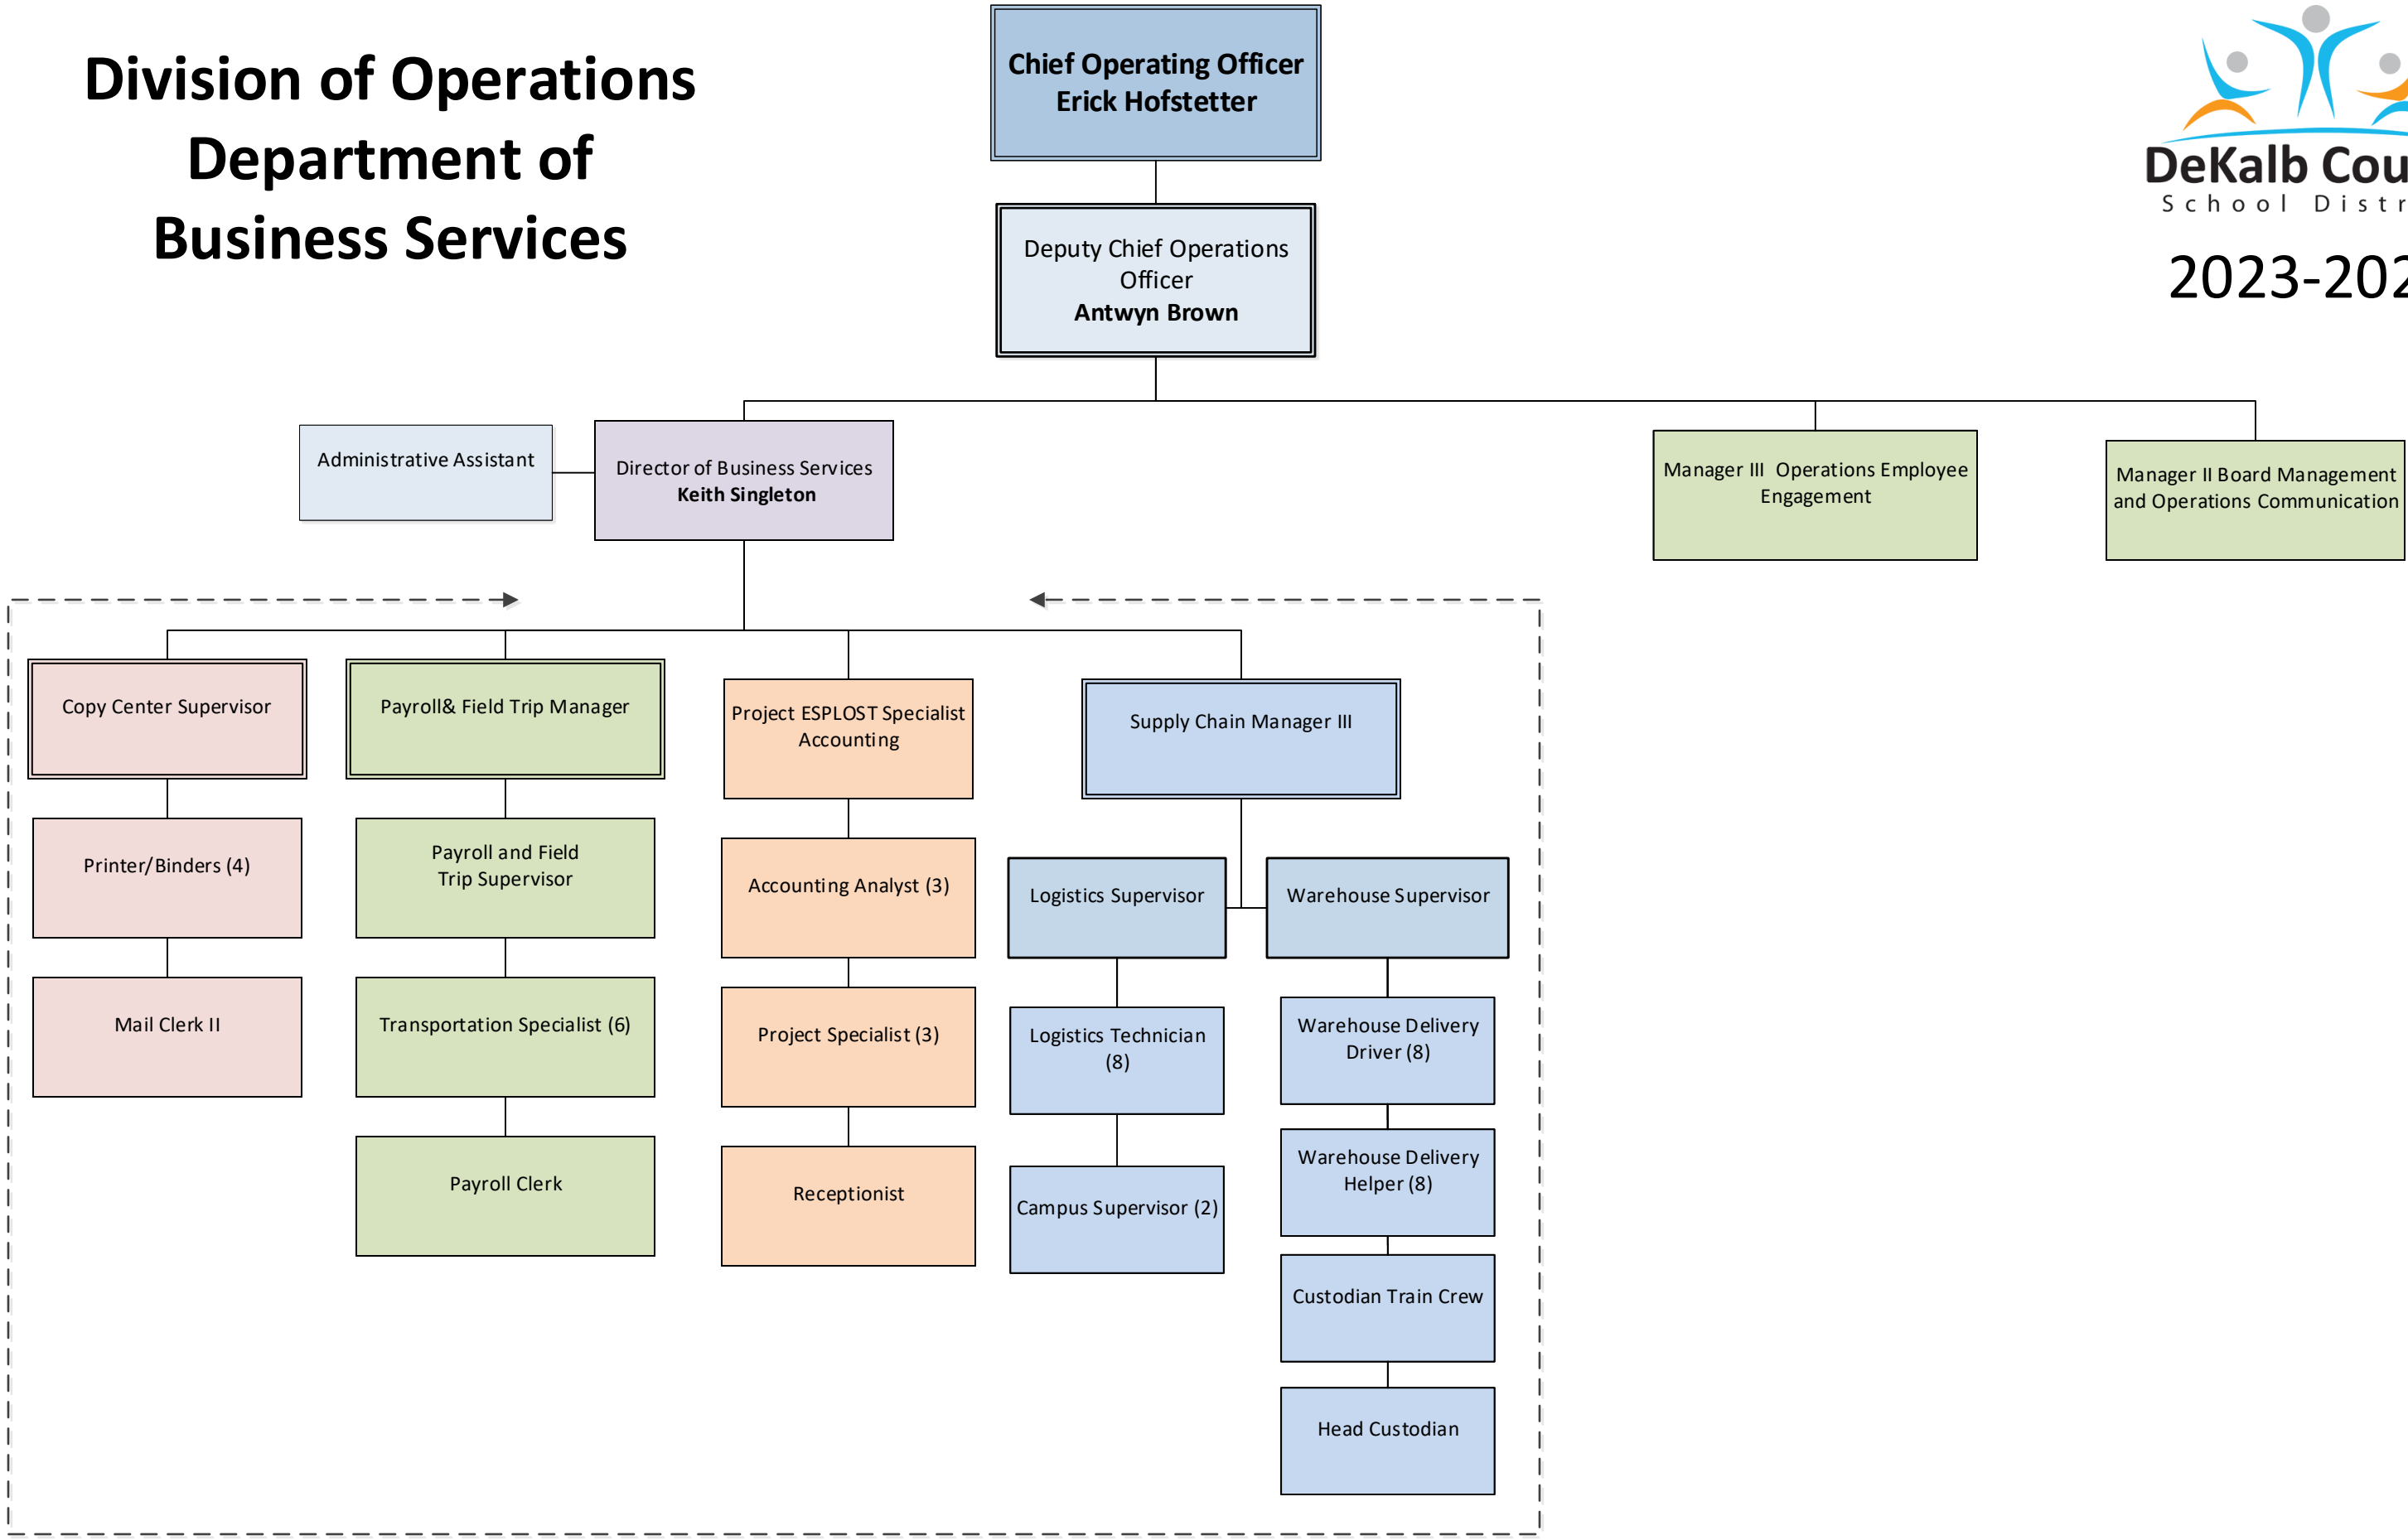 Division of Operations
Department of
Business Services
Chief Operating Officer
Erick Hofstetter
DeKalb Cou
School Distr
2023-202
Deputy Chief Operations
Officer
Antwyn Brown
Administrative Assistant
Director of Business Services
Keith Singleton
Manager III Operations Employee
Engagement
Manager II Board Management
and Operations Communication
Copy Center Supervisor
Printer/Binders (4)
Mail Clerk II
Payroll& Field Trip Manager
Payroll and Field
Trip Supervisor
Transportation Specialist (6)
Payroll Clerk
Project ESPLOST Specialist
Accounting
Accounting Analyst (3)
Project Specialist (3)
Receptionist
Supply Chain Manager III
Logistics Supervisor
Logistics Technician
(8)
Campus Supervisor (2)
Warehouse Supervisor
Warehouse Delivery
Driver (8)
Warehouse Delivery
Helper (8)
Custodian Train Crew
Head Custodian